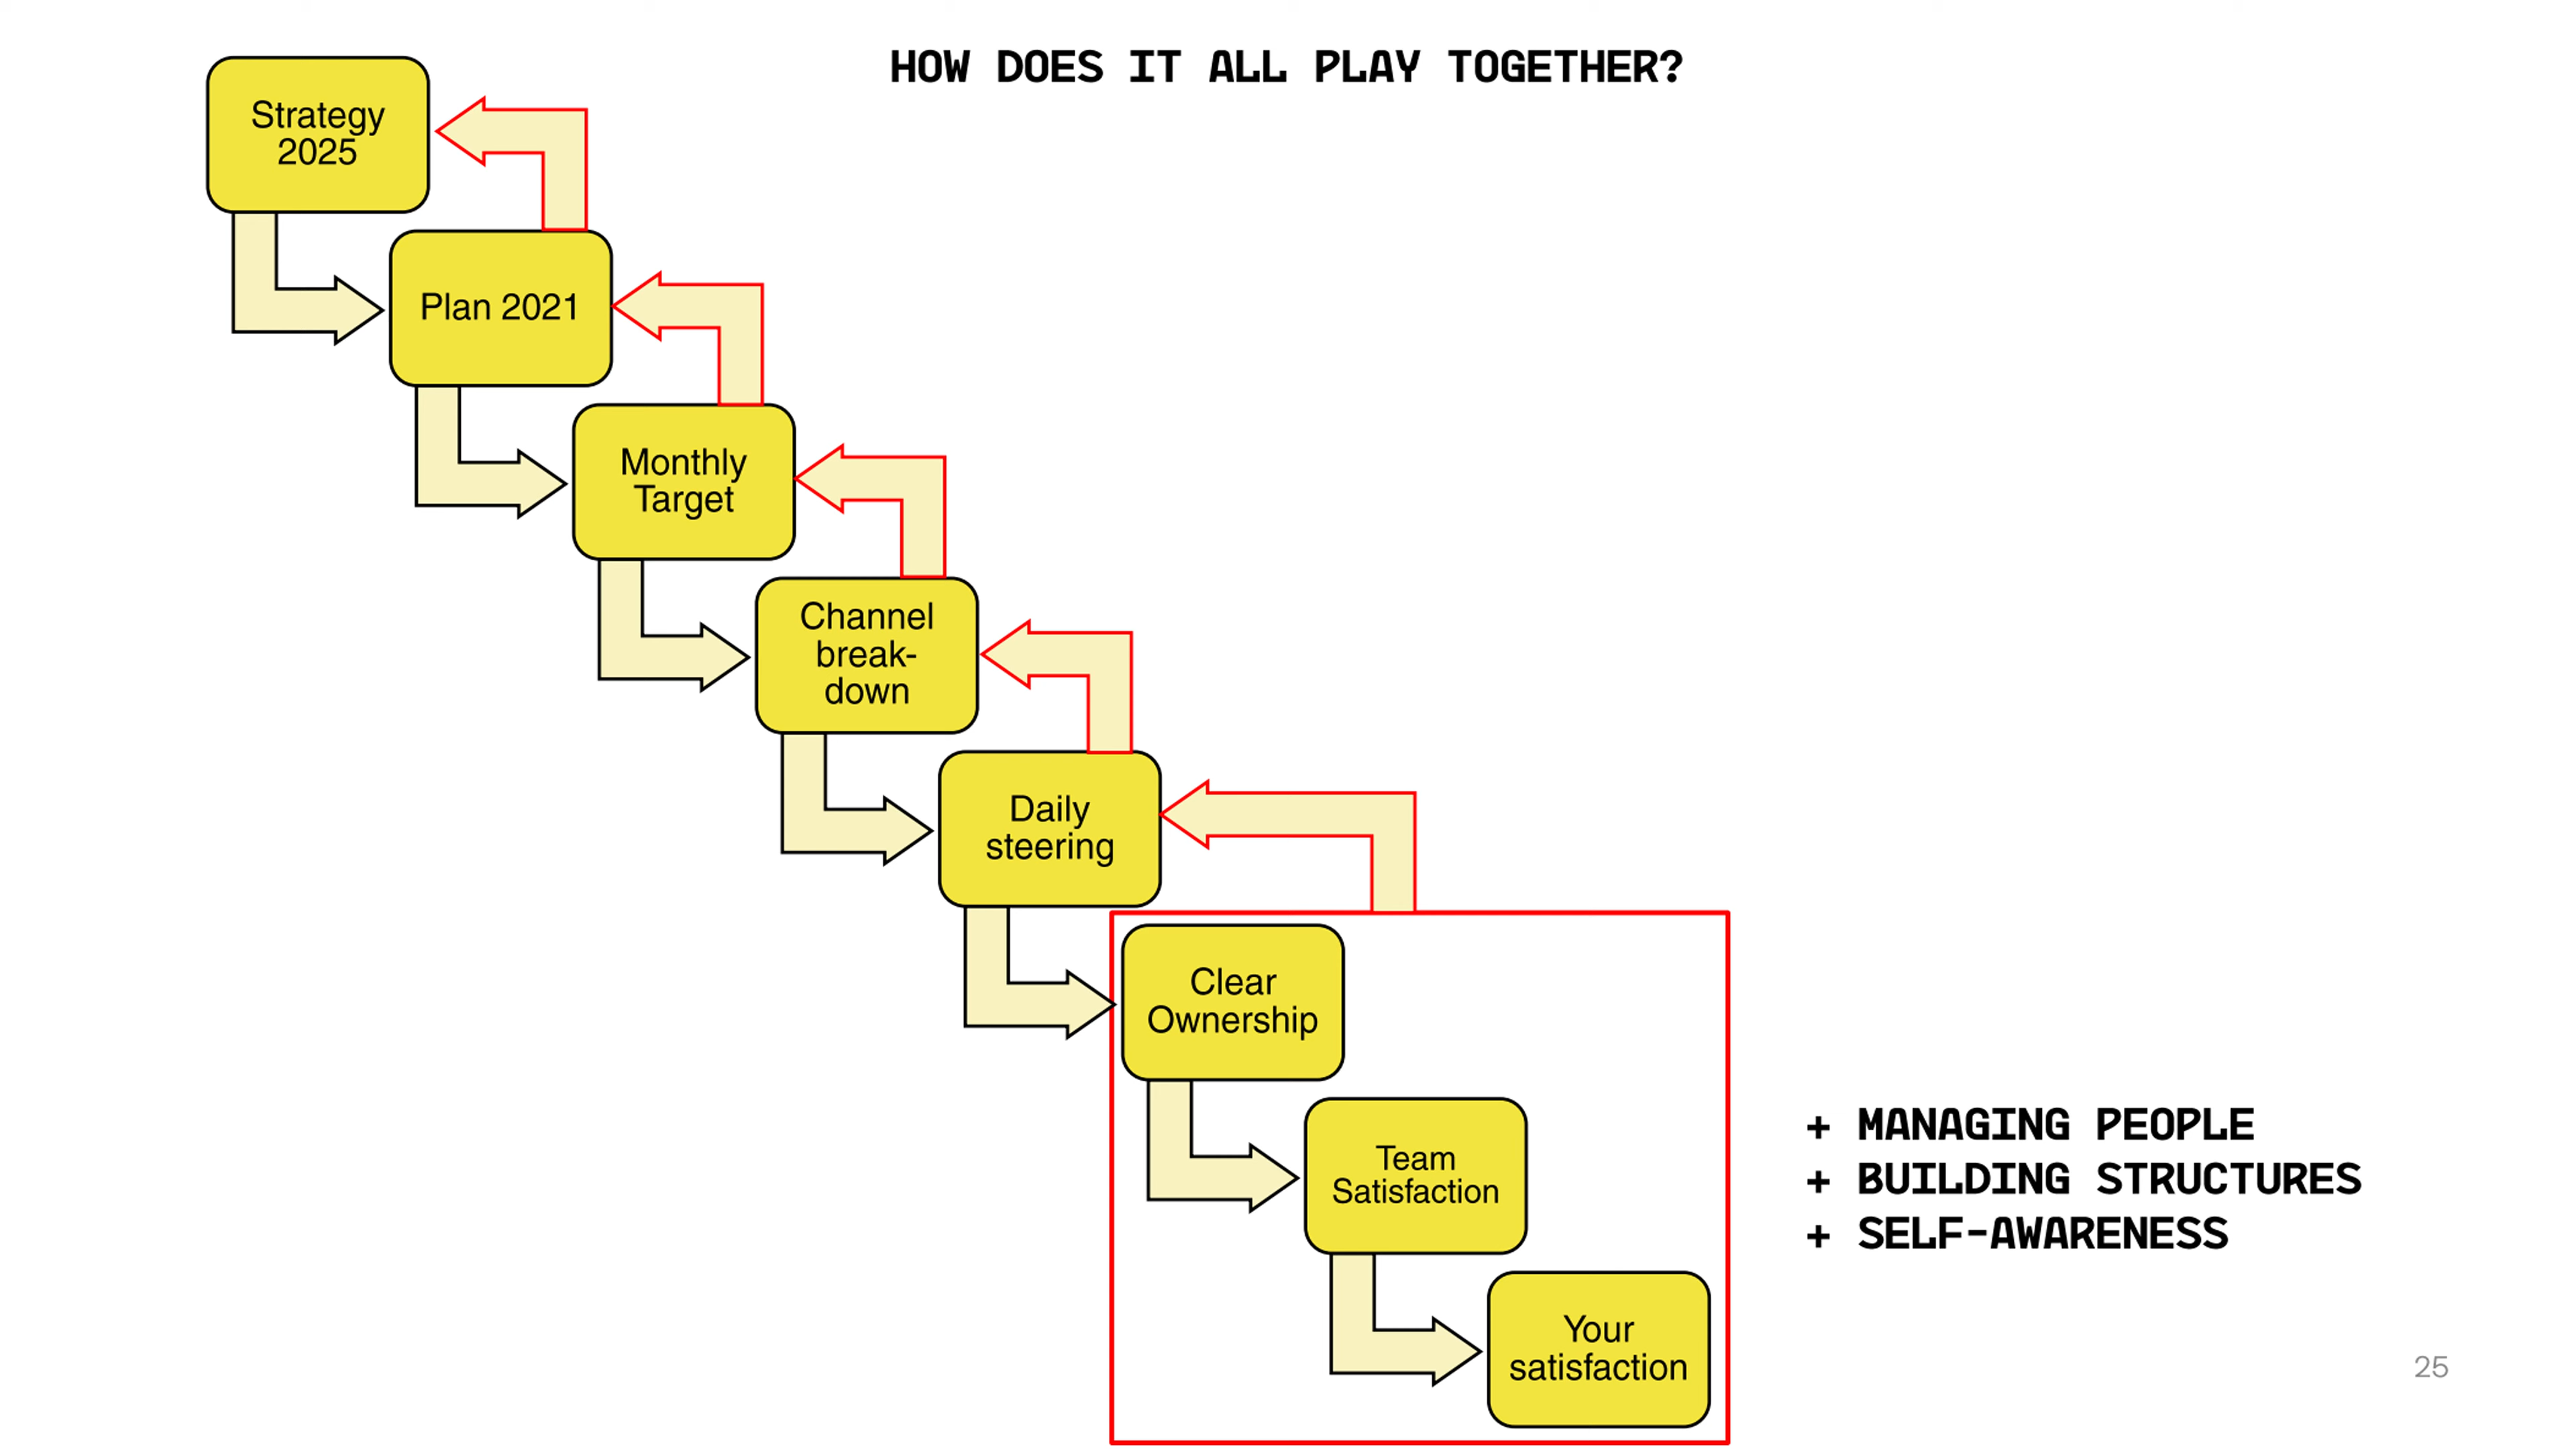 HOW DOES IT ALL PLAY TOGETHER?
Strategy
2025
Plan 2021
Monthly
Target
Channel
break-
down
Daily
steering
Clear
Ownership
Team
Satisfaction
Your
satisfaction
+ MANAGING PEOPLE
+ BUILDING STRUCTURES
+ SELF-AWARENESS
25